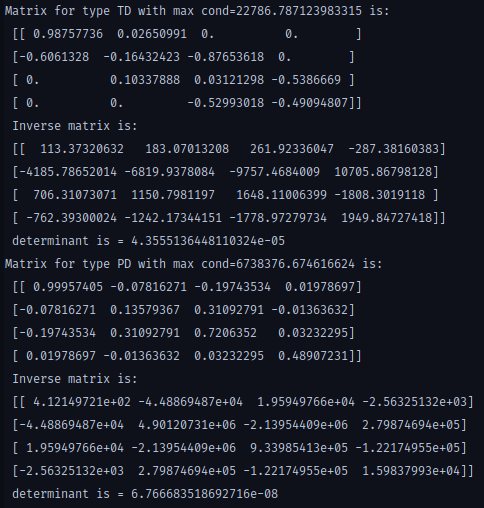 Matrix for type TD with max cond=22786.787123983315 is:
[[ 0.98757736  0.02650991  0.          0.        ]
[-0.6061328  -0.16432423 -0.87653618  0.        ]
[ 0.          0.10337888  0.03121298 -0.5386669 ]
[ 0.          0.         -0.52993018 -0.49094807]]
Inverse matrix is:
[[  113.37320632   183.07013208   261.92336047  -287.38160383]
[-4185.78652014 -6819.9378084  -9757.4684009  10705.86798128]
[  706.31073071  1150.7981197   1648.11006399 -1808.3019118 ]
[ -762.39300024 -1242.17344151 -1778.97279734  1949.84727418]]
determinant is = 4.3555136448110324e-05
Matrix for type PD with max cond=6738376.674616624 is:
[[ 0.99957405 -0.07816271 -0.19743534  0.01978697]
[-0.07816271  0.13579367  0.31092791 -0.01363632]
[-0.19743534  0.31092791  0.7206352   0.03232295]
[ 0.01978697 -0.01363632  0.03232295  0.48907231]]
Inverse matrix is:
[[ 4.12149721e+02 -4.48869487e+04  1.95949766e+04 -2.56325132e+03]
[-4.48869487e+04  4.90120731e+06 -2.13954409e+06  2.79874694e+05]
[ 1.95949766e+04 -2.13954409e+06  9.33985413e+05 -1.22174955e+05]
[-2.56325132e+03  2.79874694e+05 -1.22174955e+05  1.59837993e+04]]
determinant is = 6.766683518692716e-08